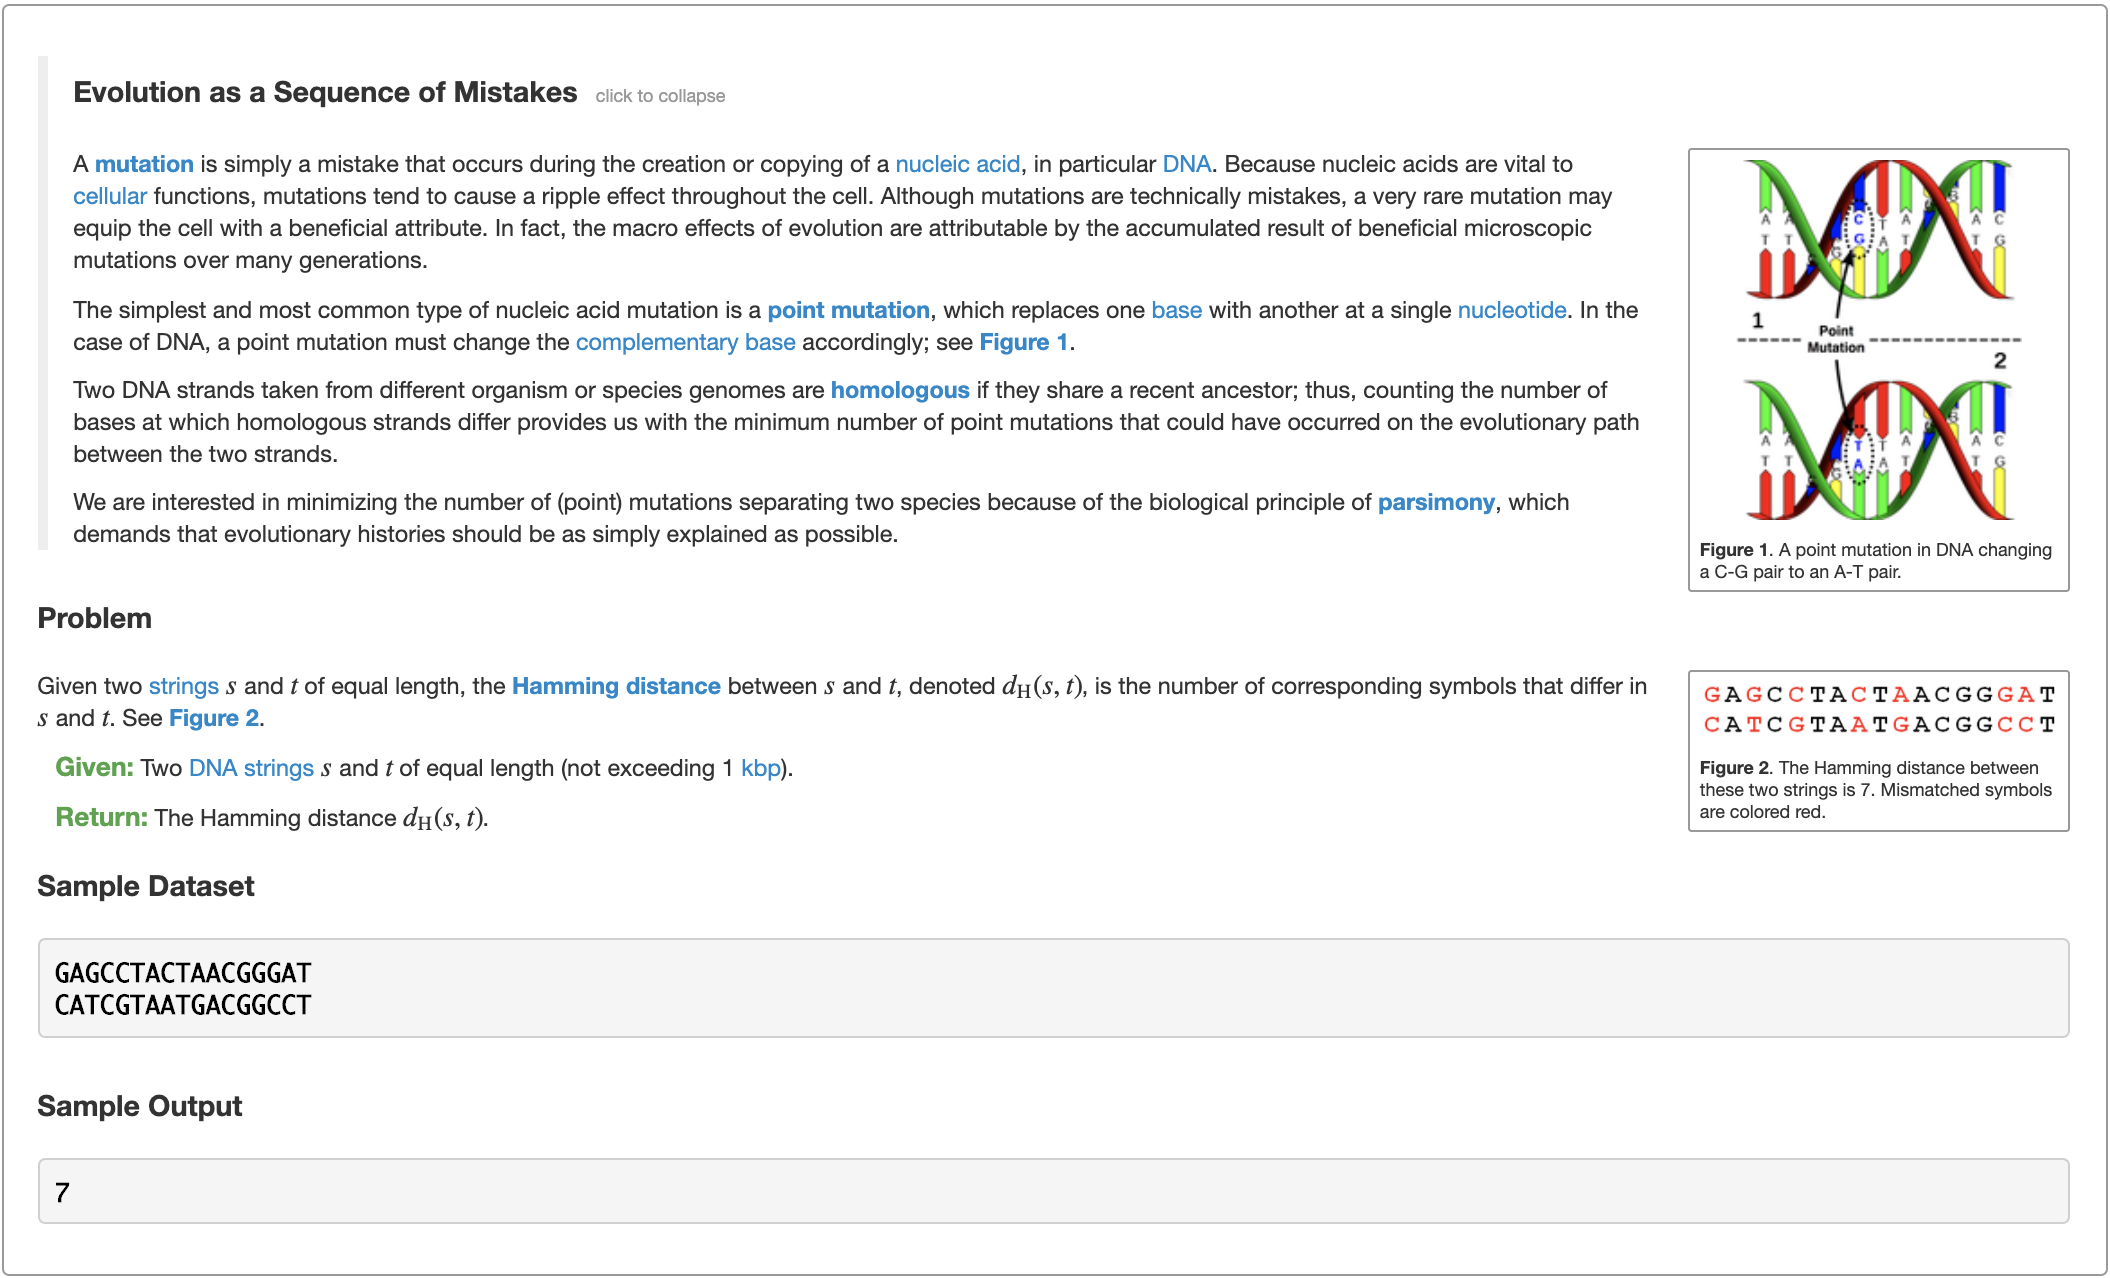 Evolution as a Sequence of Mistakes click to collapse
A mutation is simply a mistake that occurs during the creation or copying of a nucleic acid, in particular DNA. Because nucleic acids are vital to
cellular functions, mutations tend to cause a ripple effect throughout the cell. Although mutations are technically mistakes, a very rare mutation may
equip the cell with a beneficial attribute. In fact, the macro effects of evolution are attributable by the accumulated result of beneficial microscopic
mutations over many generations.
The simplest and most common type of nucleic acid mutation is a point mutation, which replaces one base with another at a single nucleotide. In the
case of DNA, a point mutation must change the complementary base accordingly; see Figure 1.
Two DNA strands taken from different organism or species genomes are homologous if they share a recent ancestor; thus, counting the number of
bases at which homologous strands differ provides us with the minimum number of point mutations that could have occurred on the evolutionary path
between the two strands.
We are interested in minimizing the number of (point) mutations separating two species because of the biological principle of parsimony, which
demands that evolutionary histories should be as simply explained as possible.
A A C A A C
T T G G A T T G
1
Point
Mutation
2
A A T T A A C
T T G A A T T G
Figure 1. A point mutation in DNA changing
a C-G pair to an A-T pair.
Problem
Given two strings s and t of equal length, the Hamming distance between s and t, denoted dH(s, t), is the number of corresponding symbols that differ in
s and t. See Figure 2.
Given: Two DNA strings s and t of equal length (not exceeding 1 kbp).
Return: The Hamming distance dH(s, t).
GAGCCTACTAACGGGAT
CATCGTAATGACGGCCT
Figure 2. The Hamming distance between
these two strings is 7. Mismatched symbols
are colored red.
Sample Dataset
GAGCCTACTAACGGGAT
CATCGTAATGACGGCCT
Sample Output
7